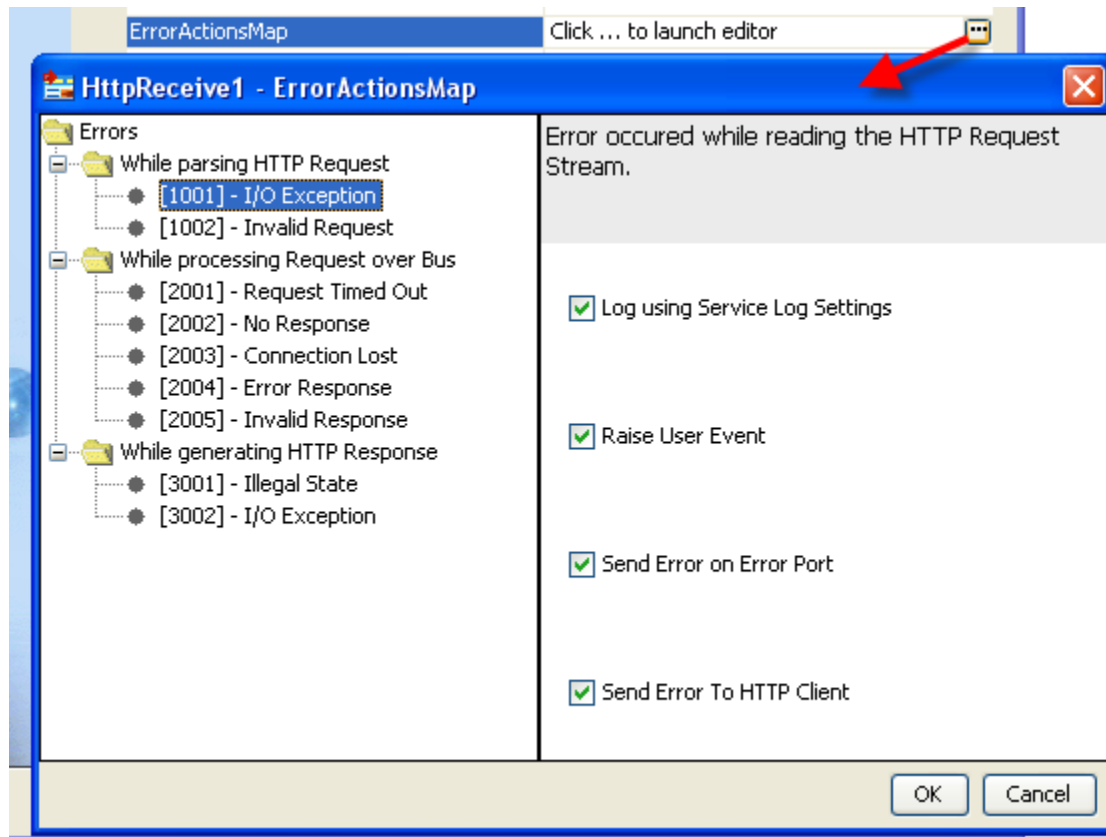 ErrorActionsMap Click ... to launch editor
HttpReceive1 - ErrorActionsMap
Errors
While parsing HTTP Request
[1001] - I/O Exception
[1002] - Invalid Request
While processing Request over Bus
[2001] - Request Timed Out
[2002] - No Response
[2003] - Connection Lost
[2004] - Error Response
[2005] - Invalid Response
While generating HTTP Response
[3001] - Illegal State
[3002] - I/O Exception
Error occured while reading the HTTP Request
Stream.
Log using Service Log Settings
Raise User Event
Send Error on Error Port
Send Error To HTTP Client
OK Cancel